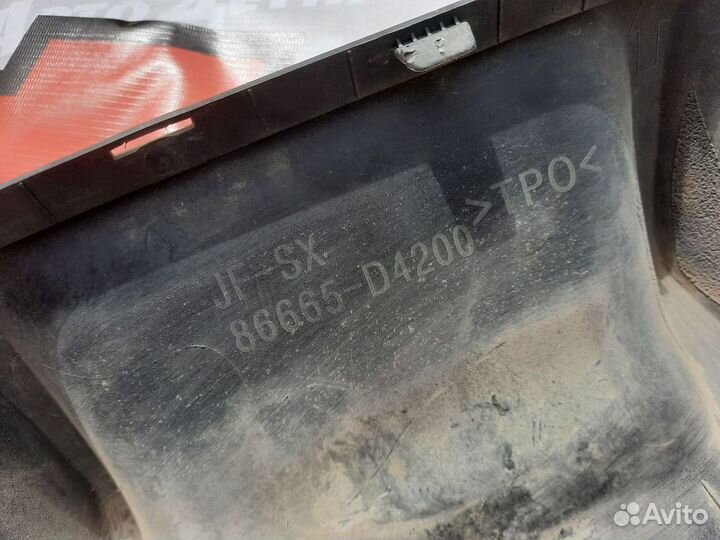 JF-SX
86665-D4200
>TPO<
F
Avito